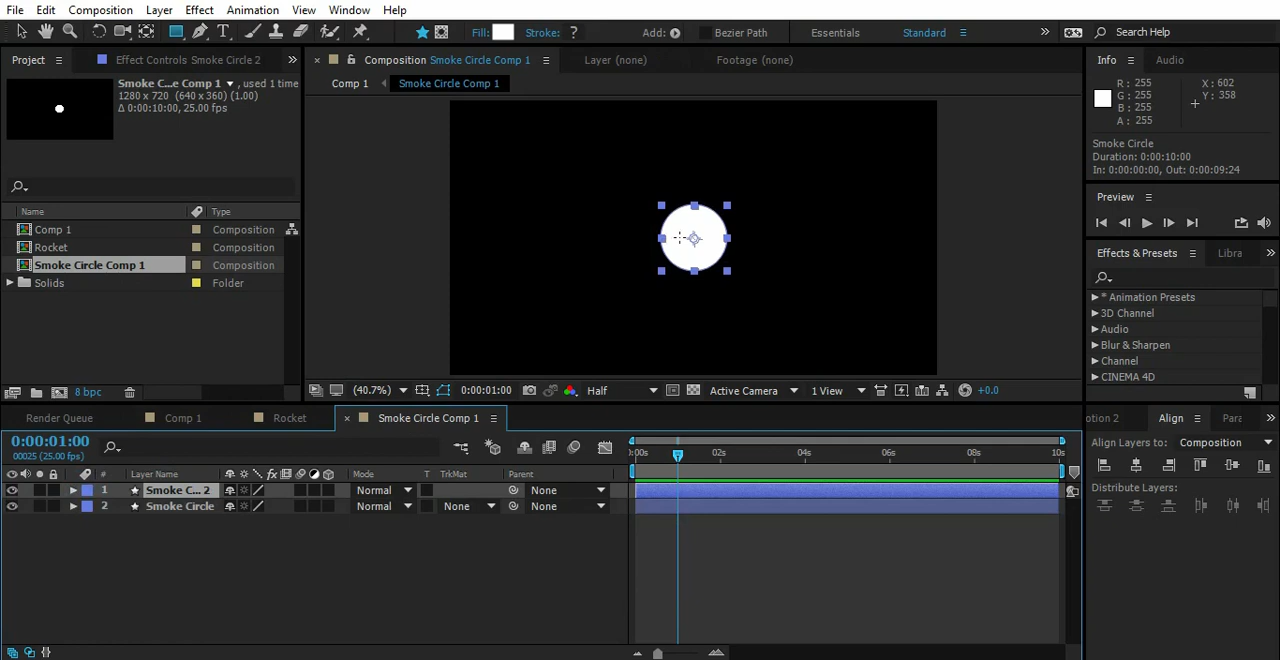 File Edit Composition Layer Effect Animation View Window Help
Fill: Stroke: ? Add: Bezier Path Essentials Standard Search Help
Project Effect Controls Smoke Circle 2
Composition Smoke Circle Comp 1 Layer (none) Footage (none)
Info Audio
Smoke C...e Comp 1 , used 1 time
1280 x 720 (640 x 360) (1.00)
Δ 0:00:10:00, 25.00 fps)
Comp 1 Smoke Circle Comp 1
R: 255 X: 602
G: 255 Y: 358
B: 255
A: 255
Smoke Circle
Duration: 0:00:10:00
In: 0:00:00:00, Out: 0:00:09:24
Preview
Name Type
Comp 1 Composition
Rocket Composition
Smoke Circle Comp 1 Composition
Solids Folder
Effects & Presets Libra
* Animation Presets
3D Channel
Audio
Blur & Sharpen
Channel
CINEMA 4D
8 bpc
(40.7%) 0:00:01:00 Half Active Camera 1 View +0.0
Render Queue Comp 1 Rocket Smoke Circle Comp 1
otion 2 Align Para
0:00:01:00
00025 (25.00 fps)
:00s 02s 04s 06s 08s 10s
Align Layers to: Composition
# Layer Name Mode T TrkMat Parent
1 Smoke C... 2 Normal None
2 Smoke Circle Normal None None
Distribute Layers: